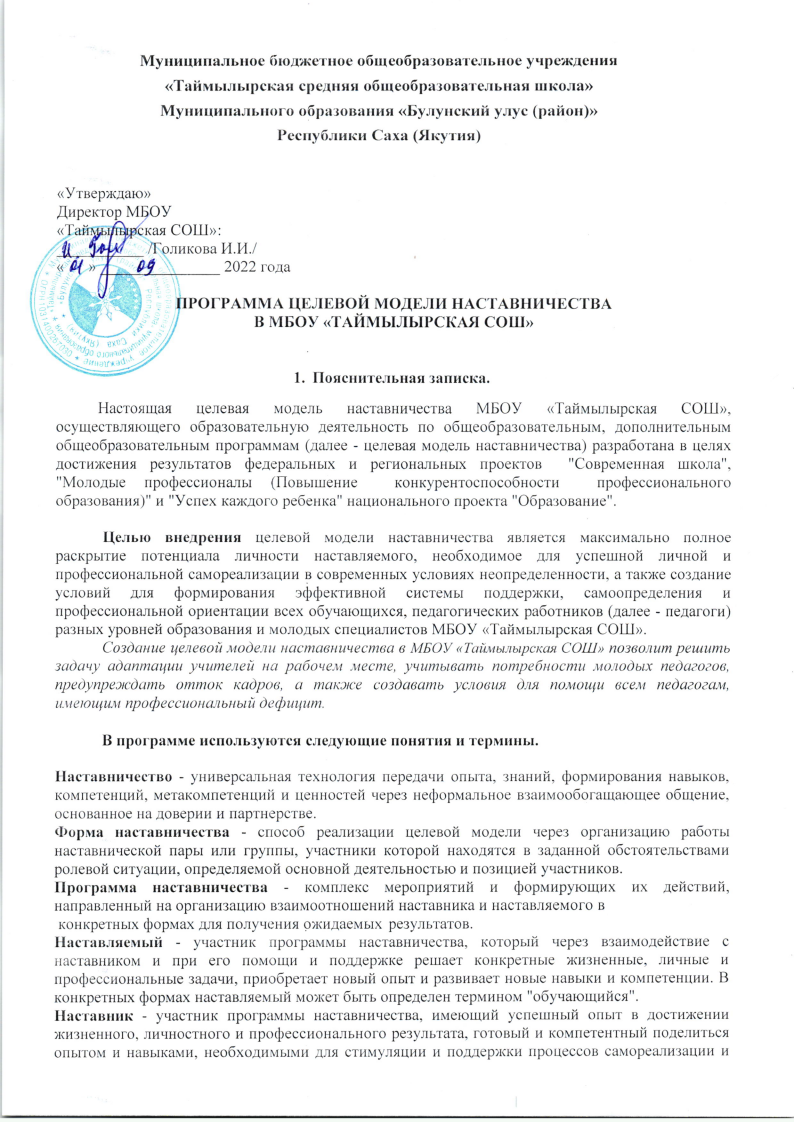 Муниципальное бюджетное общеобразовательное учреждения
«Таймылырская средняя общеобразовательная школа»
Муниципального образования «Булунский улус (район)»
Республики Саха (Якутия)
«Утверждаю»
Директор МБОУ
«Таймылырская СОШ»:
/Голикова И.И./
« 01 » 09 2022 года
ПРОГРАММА ЦЕЛЕВОЙ МОДЕЛИ НАСТАВНИЧЕСТВА
В МБОУ «ТАЙМЫЛЫРСКАЯ СОШ»
1. Пояснительная записка.
Настоящая целевая модель наставничества МБОУ «Таймылырская СОШ»,
осуществляющего образовательную деятельность по общеобразовательным, дополнительным
общеобразовательным программам (далее - целевая модель наставничества) разработана в целях
достижения результатов федеральных и региональных проектов "Современная школа",
"Молодые профессионалы (Повышение конкурентоспособности профессионального
образования)" и "Успех каждого ребенка" национального проекта "Образование".
Целью внедрения целевой модели наставничества является максимально полное
раскрытие потенциала личности наставляемого, необходимое для успешной личной и
профессиональной самореализации в современных условиях неопределенности, а также создание
условий для формирования эффективной системы поддержки, самоопределения и
профессиональной ориентации всех обучающихся, педагогических работников (далее - педагоги)
разных уровней образования и молодых специалистов МБОУ «Таймылырская СОШ».
Создание целевой модели наставничества в МБОУ «Таймылырская СОШ» позволит решить
задачу адаптации учителей на рабочем месте, учитывать потребности молодых педагогов,
предупреждать отток кадров, а также создавать условия для помощи всем педагогам,
имеющим профессиональный дефицит.
В программе используются следующие понятия и термины.
Наставничество - универсальная технология передачи опыта, знаний, формирования навыков,
компетенций, метакомпетенций и ценностей через неформальное взаимообогащающее общение,
основанное на доверии и партнерстве.
Форма наставничества - способ реализации целевой модели через организацию работы
наставнической пары или группы, участники которой находятся в заданной обстоятельствами
ролевой ситуации, определяемой основной деятельностью и позицией участников.
Программа наставничества - комплекс мероприятий и формирующих их действий,
направленный на организацию взаимоотношений наставника и наставляемого в
конкретных формах для получения ожидаемых результатов.
Наставляемый - участник программы наставничества, который через взаимодействие с
наставником и при его помощи и поддержке решает конкретные жизненные, личные и
профессиональные задачи, приобретает новый опыт и развивает новые навыки и компетенции. В
конкретных формах наставляемый может быть определен термином "обучающийся".
Наставник - участник программы наставничества, имеющий успешный опыт в достижении
жизненного, личностного и профессионального результата, готовый и компетентный поделиться
опытом и навыками, необходимыми для стимуляции и поддержки процессов самореализации и